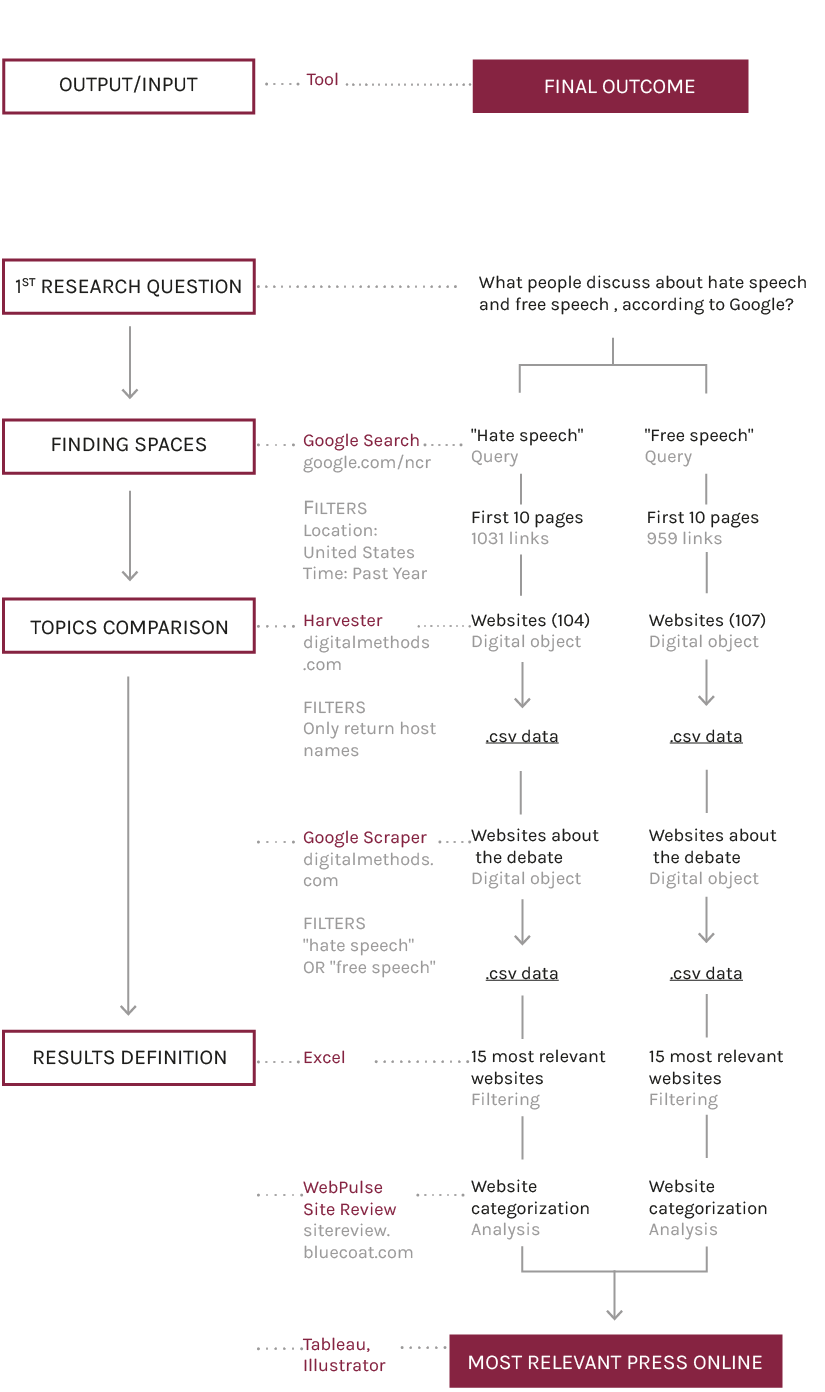 OUTPUT/INPUT
Tool
FINAL OUTCOME
1ST RESEARCH QUESTION
What people discuss about hate speech
and free speech , according to Google?
FINDING SPACES
Google Search
google.com/ncr
"Hate speech"
Query
"Free speech"
Query
FILTERS
Location:
United States
Time: Past Year
First 10 pages
1031 links
First 10 pages
959 links
TOPICS COMPARISON
Harvester
digitalmethods
.com
Websites (104)
Digital object
Websites (107)
Digital object
FILTERS
Only return host
names
.csv data
.csv data
Google Scraper
digitalmethods.
com
Websites about
the debate
Digital object
Websites about
the debate
Digital object
FILTERS
"hate speech"
OR "free speech"
.csv data
.csv data
RESULTS DEFINITION
Excel
15 most relevant
websites
Filtering
15 most relevant
websites
Filtering
WebPulse
Site Review
sitereview.
bluecoat.com
Website
categorization
Analysis
Website
categorization
Analysis
Tableau,
Illustrator
MOST RELEVANT PRESS ONLINE